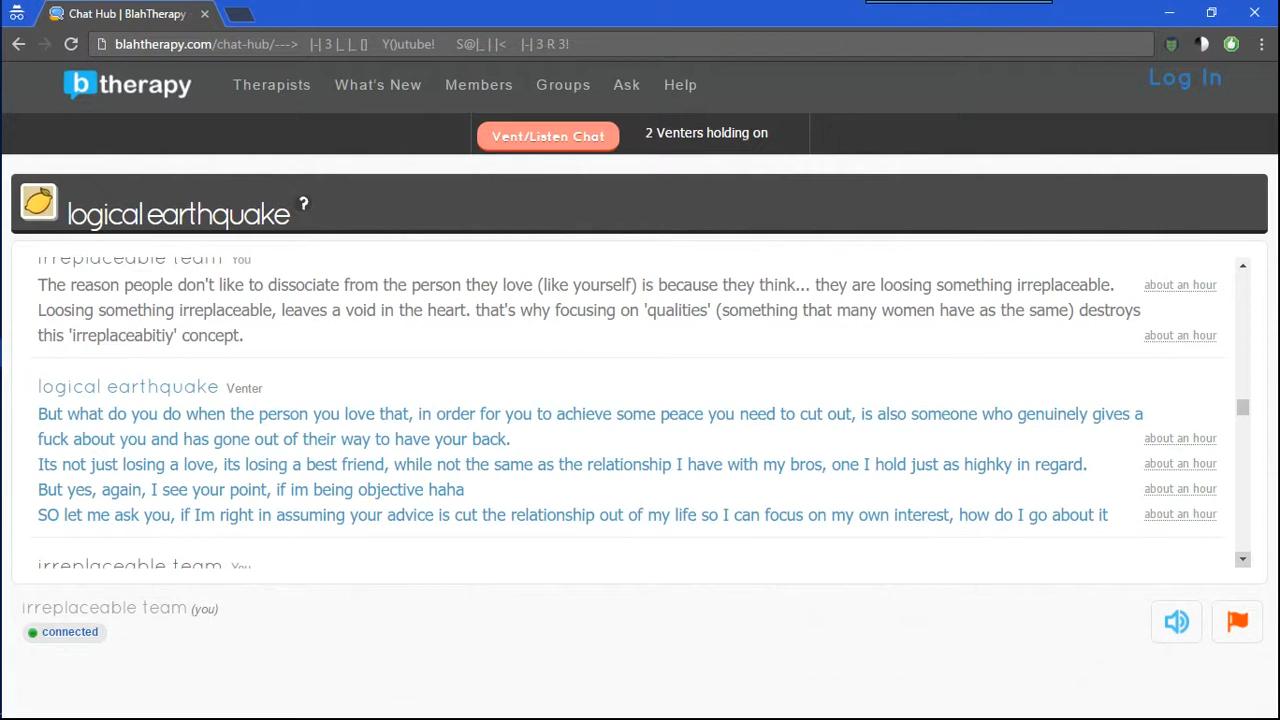 Chat Hub | BlahTherapy
blahtherapy.com/chat-hub/---> |-| 3 |_ |_ [] Y()utube! S@|_ | |< |-| 3 R 3!
b therapy
Therapists What's New Members Groups Ask Help
Log In
Vent/Listen Chat
2 Venters holding on
logical earthquake ?
irreplaceable team You
The reason people don't like to dissociate from the person they love (like yourself) is because they think... they are loosing something irreplaceable. about an hour
Loosing something irreplaceable, leaves a void in the heart. that's why focusing on 'qualities' (something that many women have as the same) destroys
this 'irreplaceabitiy' concept. about an hour
logical earthquake Venter
But what do you do when the person you love that, in order for you to achieve some peace you need to cut out, is also someone who genuinely gives a
fuck about you and has gone out of their way to have your back. about an hour
Its not just losing a love, its losing a best friend, while not the same as the relationship I have with my bros, one I hold just as highky in regard. about an hour
But yes, again, I see your point, if im being objective haha about an hour
SO let me ask you, if Im right in assuming your advice is cut the relationship out of my life so I can focus on my own interest, how do I go about it about an hour
irreplaceable team You
irreplaceable team (you)
connected